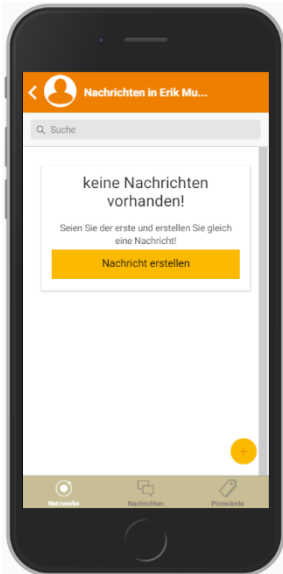 Nachrichten in Erik Mu...
Suche
keine Nachrichten
vorhanden!
Seien Sie der erste und erstellen Sie gleich
eine Nachricht!
Nachricht erstellen
+
Netzwerke
Nachrichten
Pinnwände